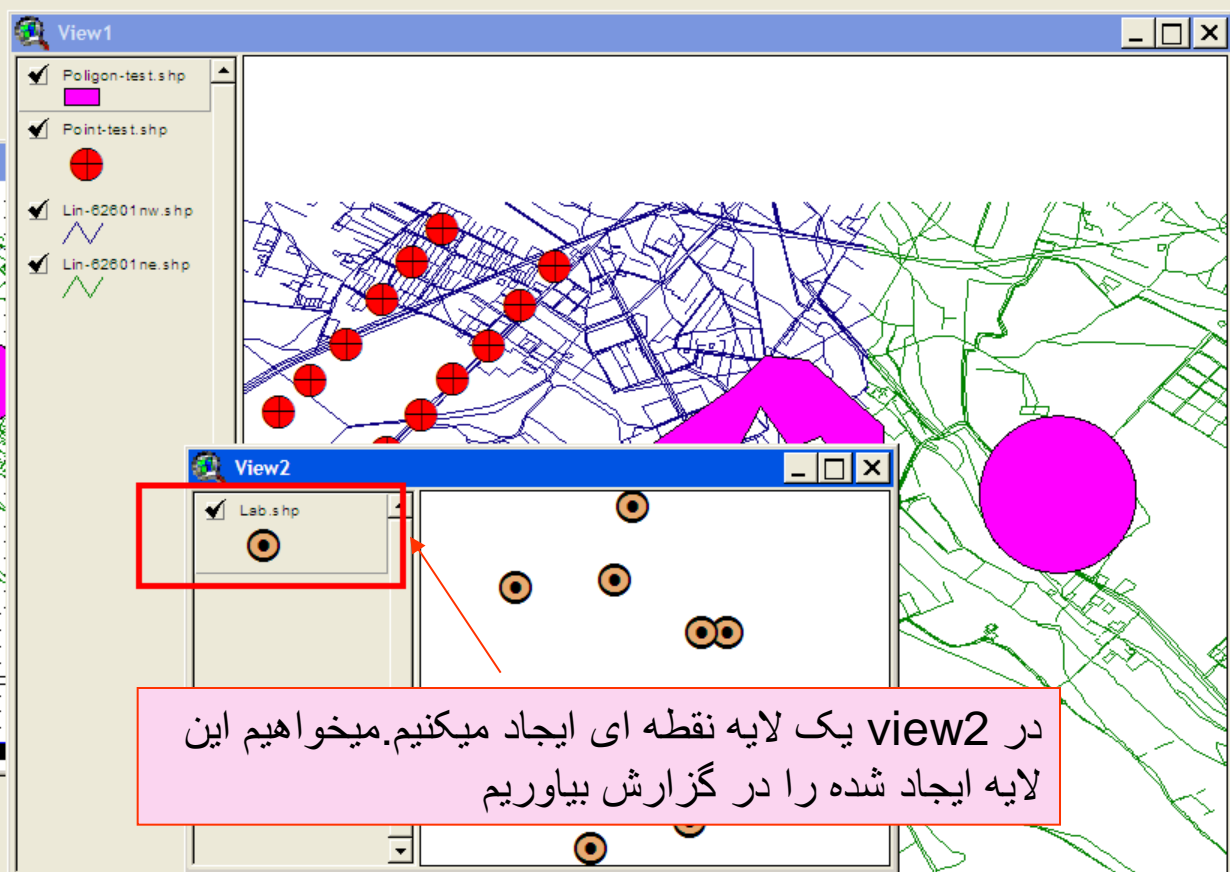 View1
Poligon-test.shp
Point-test.shp
Lin-62601nw.shp
Lin-62601ne.shp
View2
Lab.shp
در view2 یک لایه نقطه ای ایجاد میکنیم.میخواهیم این
لایه ایجاد شده را در گزارش بیاوریم